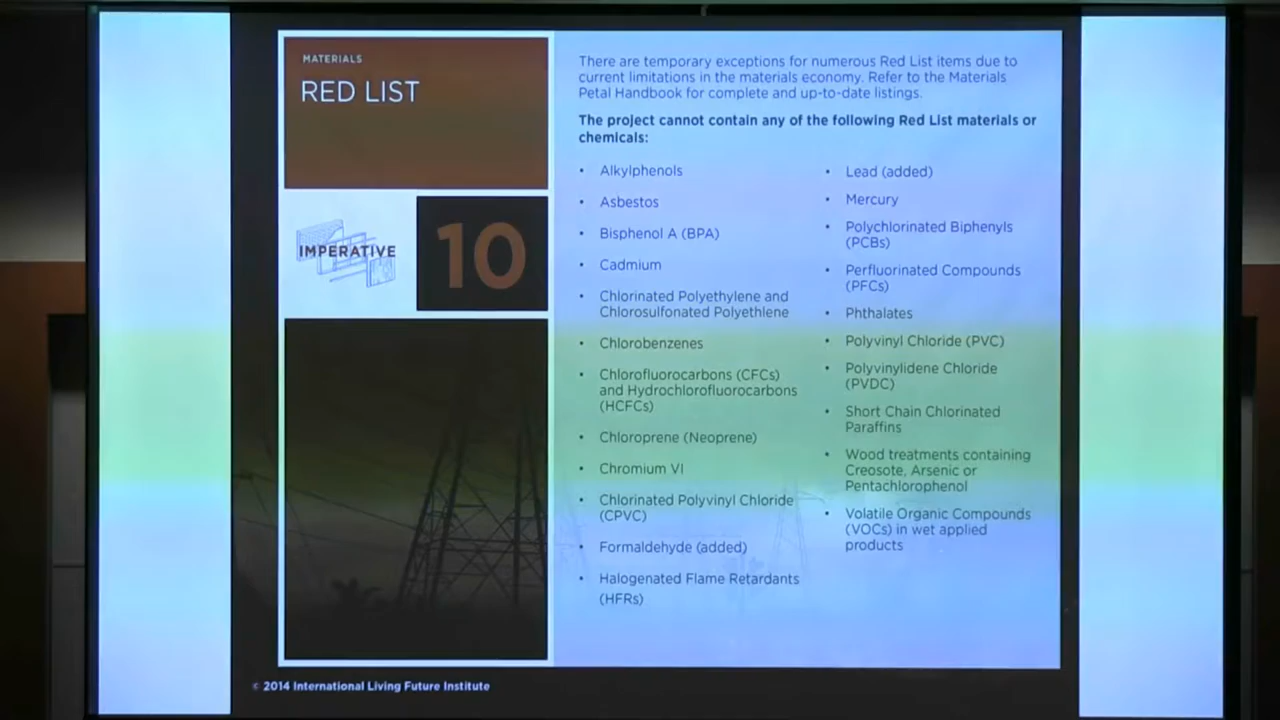 MATERIALS
RED LIST
IMPERATIVE
10
There are temporary exceptions for numerous Red List items due to
current limitations in the materials economy. Refer to the Materials
Petal Handbook for complete and up-to-date listings.
The project cannot contain any of the following Red List materials or
chemicals:
• Alkylphenols
• Asbestos
• Bisphenol A (BPA)
• Cadmium
• Chlorinated Polyethylene and
Chlorosulfonated Polyethlene
• Chlorobenzenes
• Chlorofluorocarbons (CFCs)
and Hydrochlorofluorocarbons
(HCFCs)
• Chloroprene (Neoprene)
• Chromium VI
• Chlorinated Polyvinyl Chloride
(CPVC)
• Formaldehyde (added)
• Halogenated Flame Retardants
(HFRs)
• Lead (added)
• Mercury
• Polychlorinated Biphenyls
(PCBs)
• Perfluorinated Compounds
(PFCs)
• Phthalates
• Polyvinyl Chloride (PVC)
• Polyvinylidene Chloride
(PVDC)
• Short Chain Chlorinated
Paraffins
• Wood treatments containing
Creosote, Arsenic or
Pentachlorophenol
• Volatile Organic Compounds
(VOCs) in wet applied
products
© 2014 International Living Future Institute